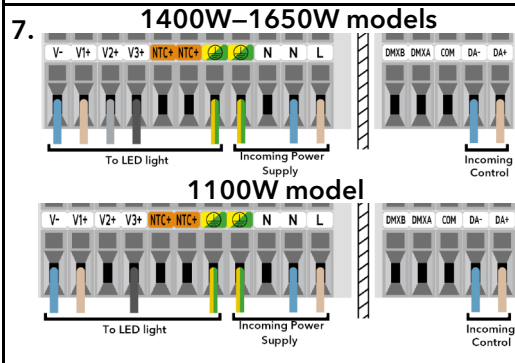 7. 1400W–1650W models
V- V1+ V2+ V3+ NTC+ NTC+ N N L DMXB DMXA COM DA- DA+
To LED light Incoming Power Supply Incoming Control
1100W model
V- V1+ V2+ V3+ NTC+ NTC+ N N L DMXB DMXA COM DA- DA+
To LED light Incoming Power Supply Incoming Control